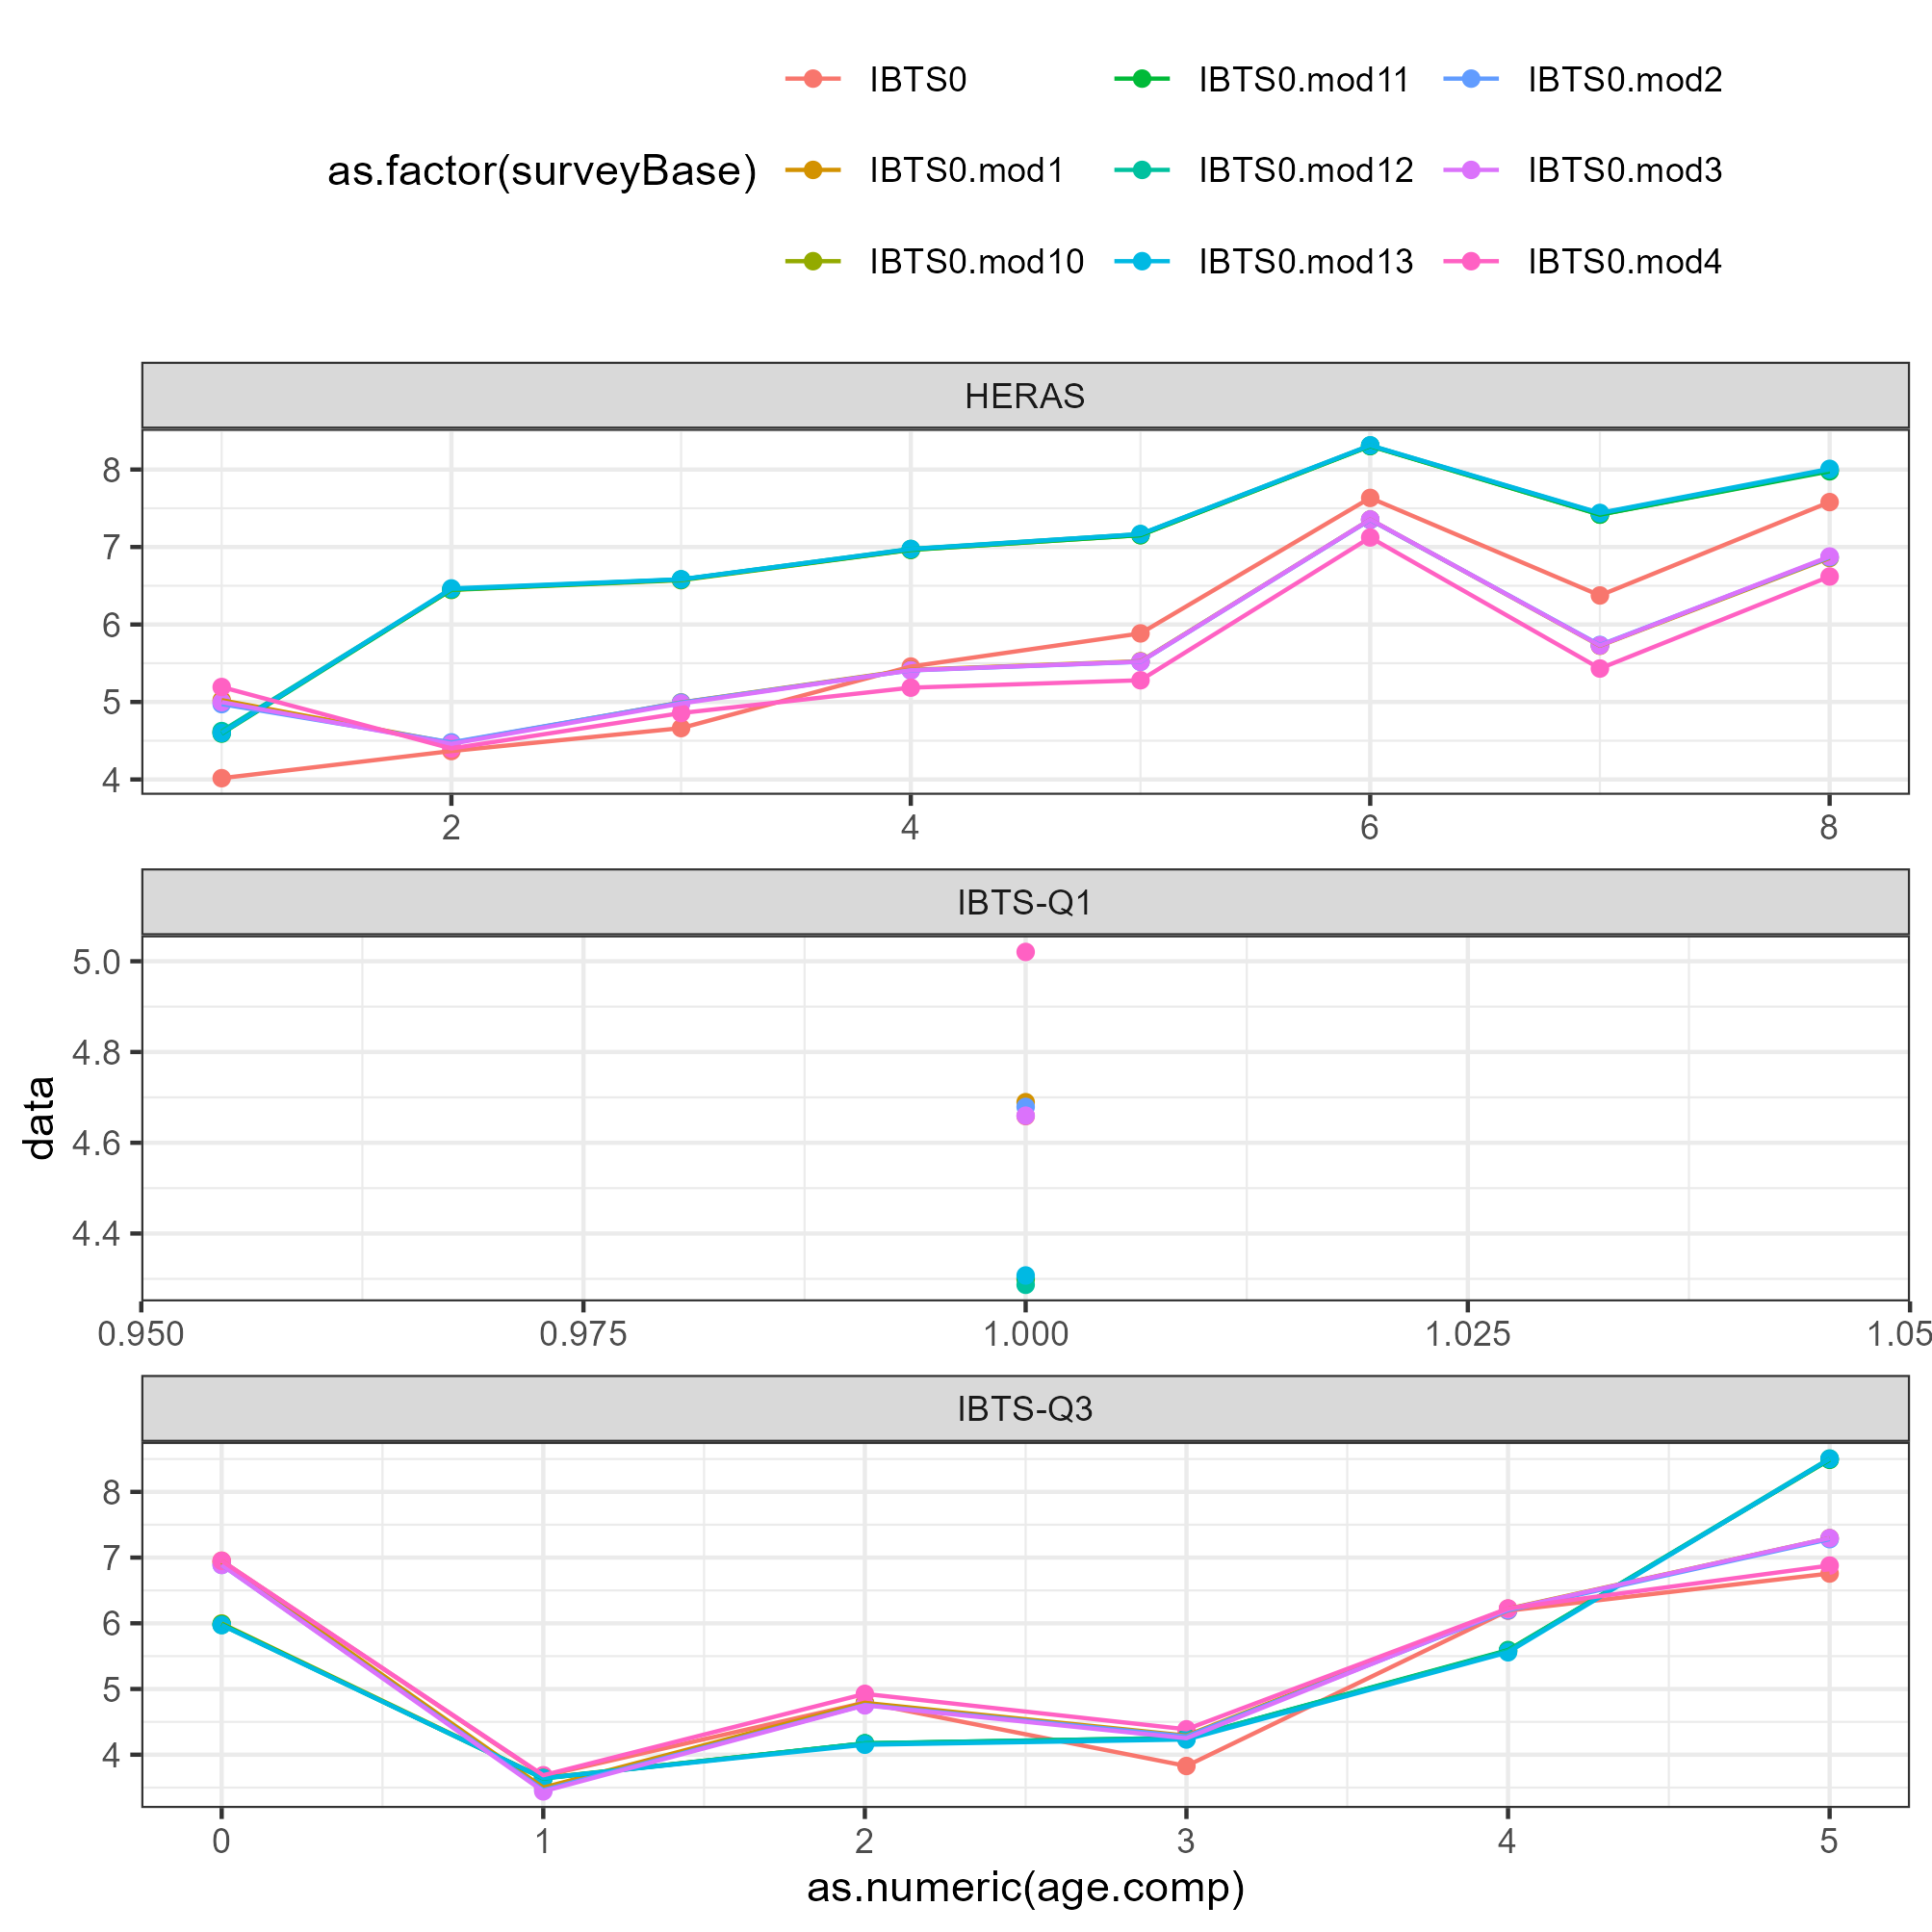 as.factor(surveyBase)
IBTS0
IBTS0.mod11
IBTS0.mod2
IBTS0.mod1
IBTS0.mod12
IBTS0.mod3
IBTS0.mod10
IBTS0.mod13
IBTS0.mod4
HERAS
8
7
6
5
4
2 4 6 8
IBTS-Q1
data
5.0
4.8
4.6
4.4
0.950 0.975 1.000 1.025 1.05
IBTS-Q3
8
7
6
5
4
0 1 2 3 4 5
as.numeric(age.comp)